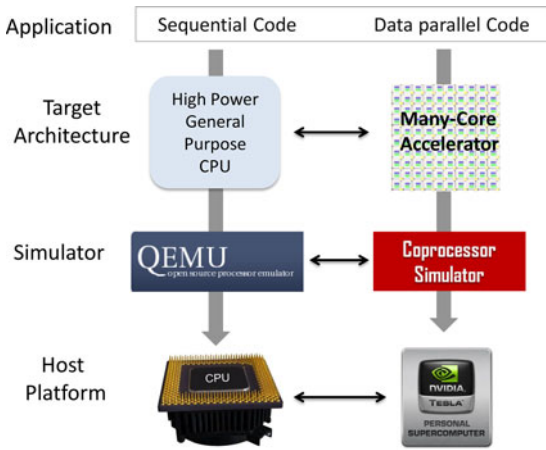 Application
Sequential Code
Data parallel Code
Target
Architecture
High Power
General
Purpose
CPU
Many-Core
Accelerator
Simulator
QEMU
open source processor emulator
Coprocessor
Simulator
Host
Platform
CPU
NVIDIA
TESLA
PERSONAL
SUPERCOMPUTER